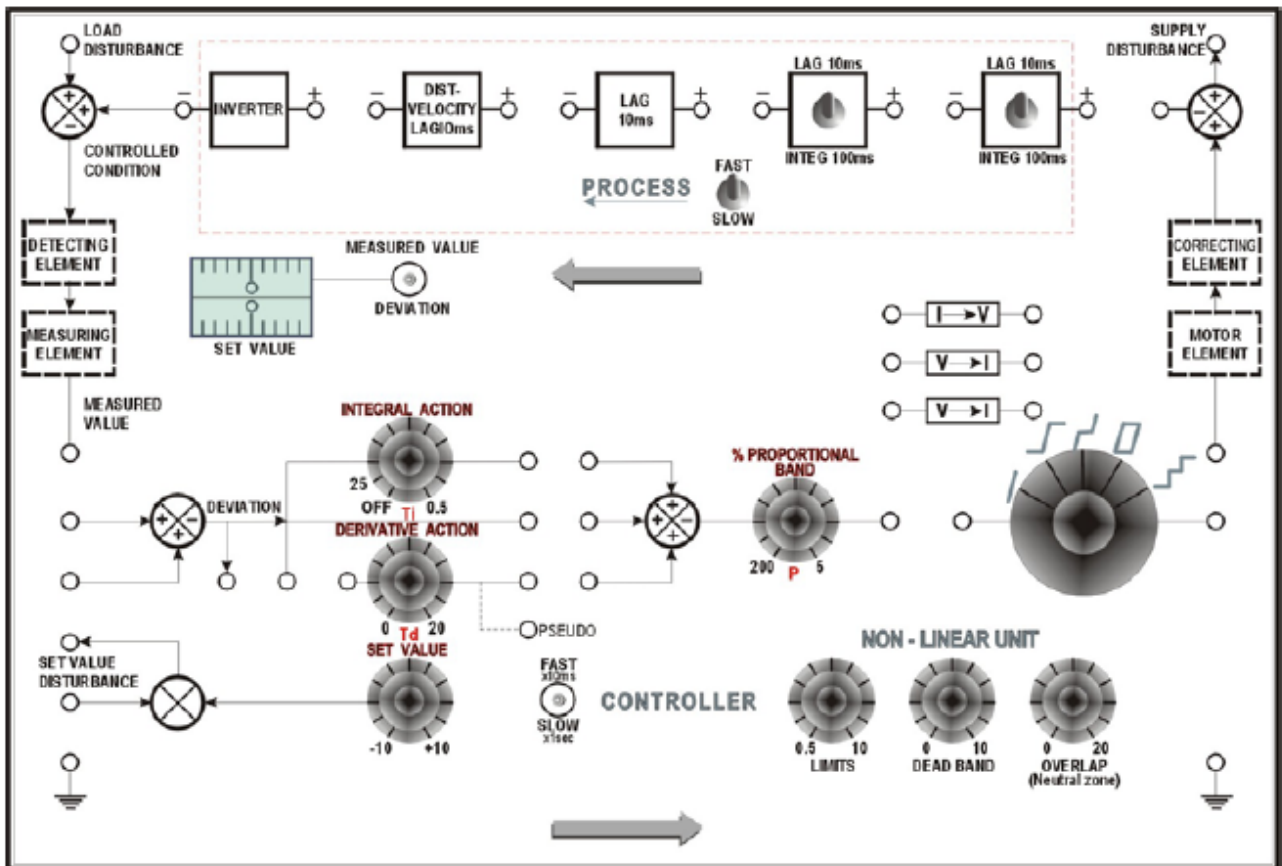 LOAD
DISTURBANCE
SUPPLY
DISTURBANCE
LAG 10ms
LAG 10ms
+
+
−
−
+
−
+
−
+
−
+
−
+
−
INVERTER
DIST-
VELOCITY
LAG10ms
LAG
10ms
−
+
+
+
CONTROLLED
CONDITION
INTEG 100ms
INTEG 100ms
FAST
PROCESS
SLOW
DETECTING
ELEMENT
MEASURED VALUE
CORRECTING
ELEMENT
DEVIATION
I V
MEASURING
ELEMENT
SET VALUE
MOTOR
ELEMENT
V I
MEASURED
VALUE
V I
INTEGRAL ACTION
% PROPORTIONAL
BAND
25
OFF
Ti
0.5
+ + − −
DEVIATION
+ + − +
DERIVATIVE ACTION
200
P
5
0
Td
20
PSEUDO
SET VALUE
NON - LINEAR UNIT
SET VALUE
DISTURBANCE
FAST
x10ms
CONTROLLER
SLOW
x1sec
-10
+10
0.5
10
LIMITS
0
10
DEAD BAND
0
20
OVERLAP
(Neutral zone)